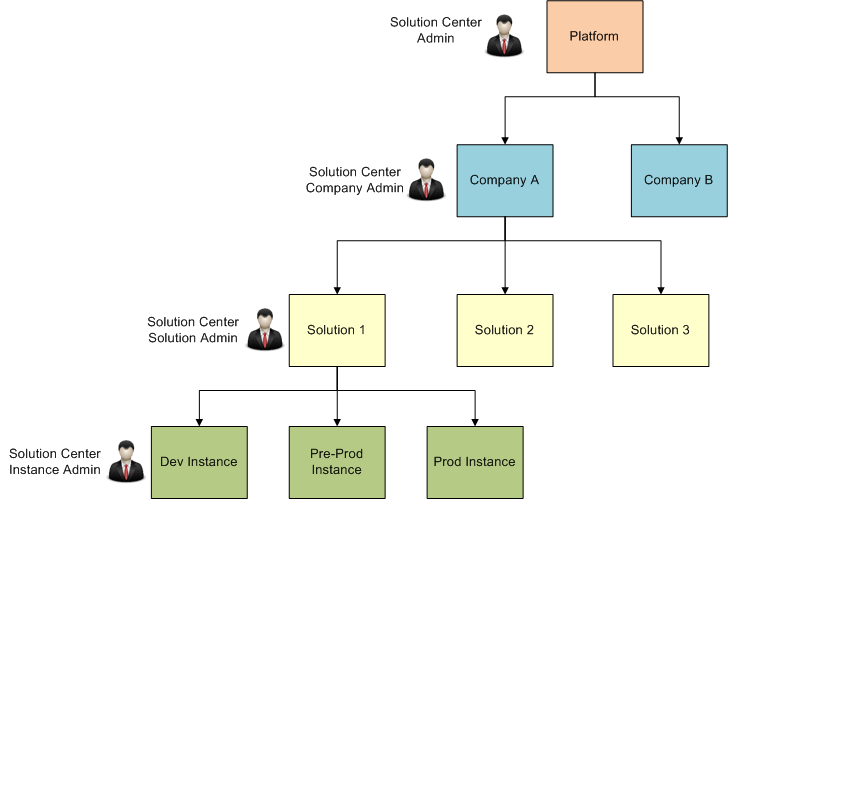 Solution Center
Admin
Platform
Solution Center
Company Admin
Company A
Company B
Solution Center
Solution Admin
Solution 1
Solution 2
Solution 3
Solution Center
Instance Admin
Dev Instance
Pre-Prod
Instance
Prod Instance